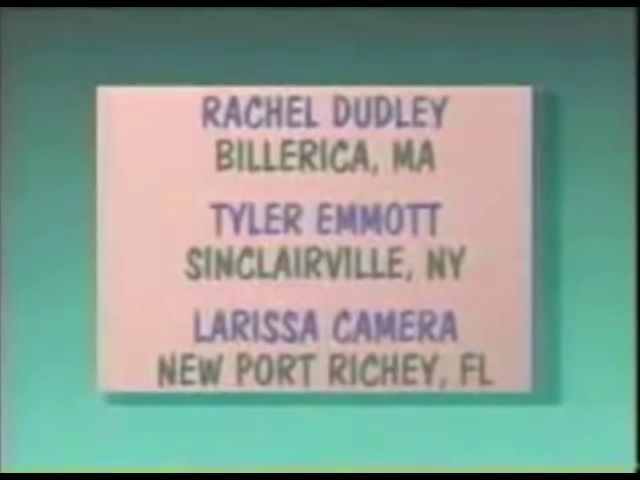 RACHEL DUDLEY
BILLERICA, MA
TYLER EMMOTT
SINCLAIRVILLE, NY
LARISSA CAMERA
NEW PORT RICHEY, FL